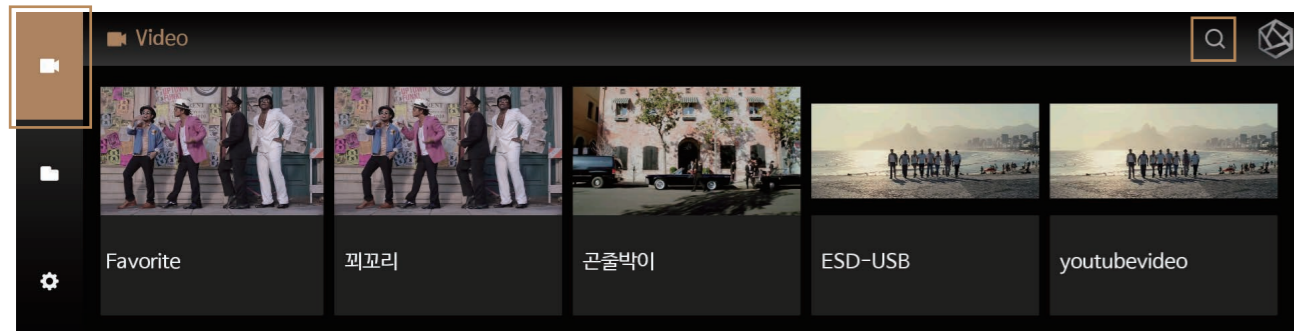 Video
Favorite
꾀꼬리
곤줄박이
ESD-USB
youtubevideo